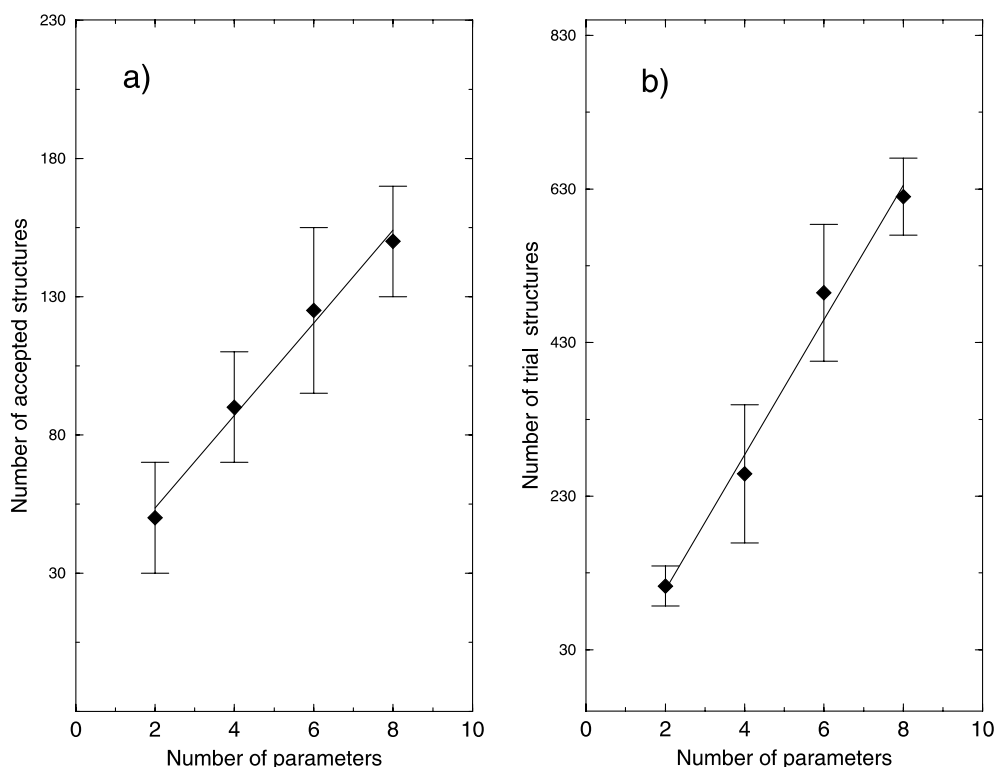 a)
Number of accepted structures
230
180
130
80
30
0 2 4 6 8 10
Number of parameters
b)
Number of trial structures
830
630
430
230
30
0 2 4 6 8 10
Number of parameters